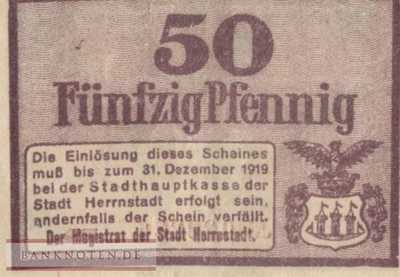 50
Fünfzig Pfennig
Die Einlösung dieses Scheines
muß bis zum 31. Dezember 1919
bei der Stadthauptkasse der
Stadt Herrnstadt erfolgt sein,
andernfalls der Schein verfällt.
Der Magistrat der Stadt Herrnstadt.
BANKNOTEN.DE